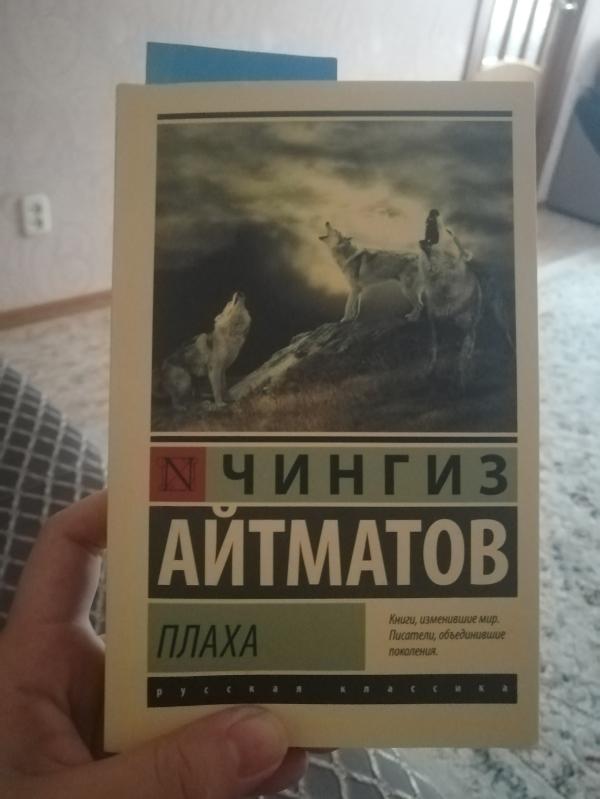 ЧИНГИЗ
АЙТМАТОВ
ПЛАХА
Книги, изменившие мир.
Писатели, объединившие
поколения.
русская классика